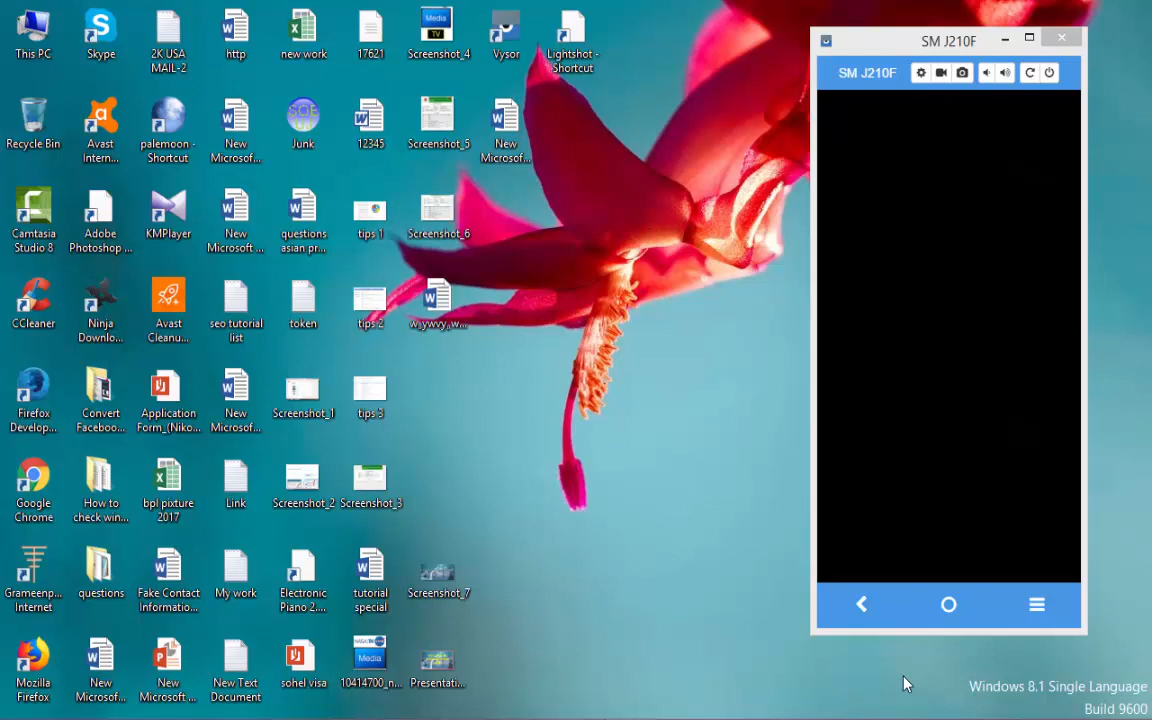 This PC
Skype
2K USA
MAIL-2
http
new work
17621
Media
TV
Screenshot_4
Vysor
Lightshot -
Shortcut
Recycle Bin
Avast
Intern...
palemoon -
Shortcut
New
Microsof...
Junk
12345
Screenshot_5
New
Microsof...
Camtasia
Studio 8
Adobe
Photoshop ...
KMPlayer
New
Microsoft ...
questions
asian pr...
tips 1
Screenshot_6
CCleaner
Ninja
Downlo...
Avast
Cleanu...
seo tutorial
list
token
tips 2
Firefox
Develop...
Convert
Faceboo...
Application
Form_(Niko...
New
Microsof...
Screenshot_1
tips 3
Google
Chrome
How to
check win...
bpl pixture
2017
Link
Screenshot_2
Screenshot_3
Grameenp...
Internet
questions
Fake Contact
Informatio...
My work
Electronic
Piano 2....
tutorial
special
Screenshot_7
Mozilla
Firefox
New
Microsof...
New
Microsoft ...
New Text
Document
sohel visa
Media
10414700_n...
Presentati...
SM J210F
SM J210F
Windows 8.1 Single Language
Build 9600